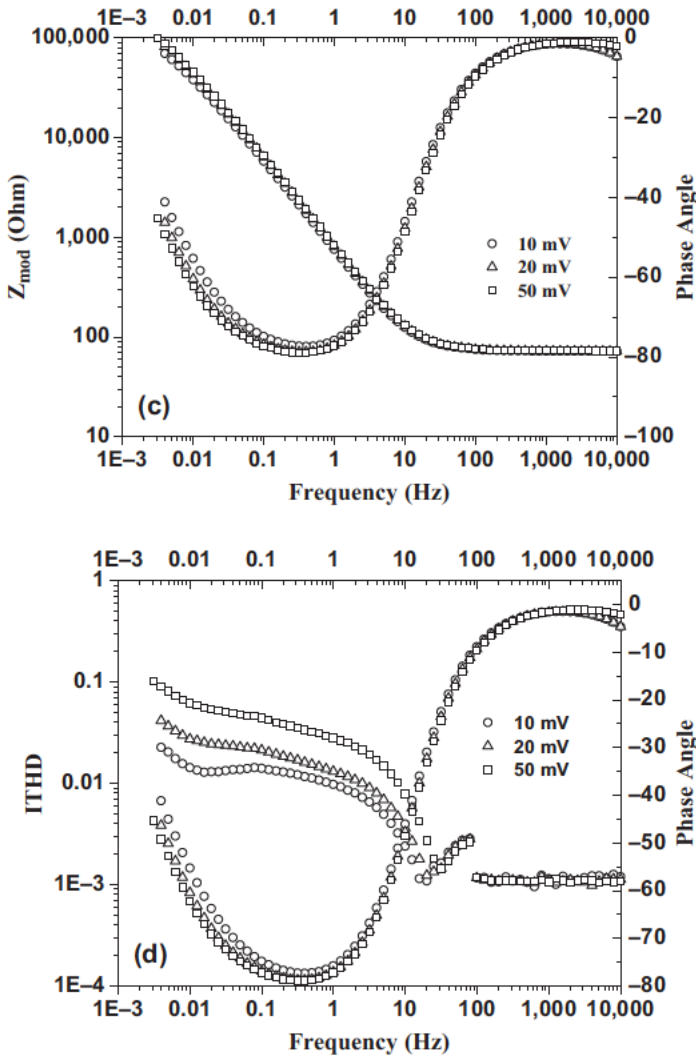 1E−3 0.01 0.1 1 10 100 1,000 10,000
100,000
10,000
1,000
100
10
Z_mod (Ohm)
0
−20
−40
−60
−80
−100
Phase Angle
10 mV
20 mV
50 mV
(c)
1E−3 0.01 0.1 1 10 100 1,000 10,000
Frequency (Hz)
1E−3 0.01 0.1 1 10 100 1,000 10,000
1
0.1
0.01
1E−3
1E−4
ITHD
0
−10
−20
−30
−40
−50
−60
−70
−80
Phase Angle
10 mV
20 mV
50 mV
(d)
1E−3 0.01 0.1 1 10 100 1,000 10,000
Frequency (Hz)